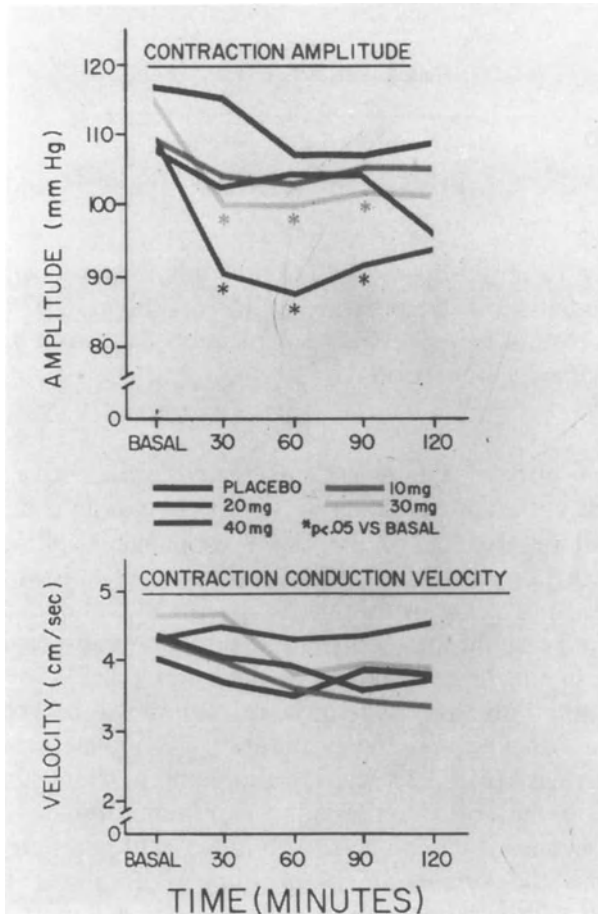 CONTRACTION AMPLITUDE
120
110
100
90
80
0
AMPLITUDE (mm Hg)
* * *
* * *
BASAL 30 60 90 120
PLACEBO 10mg
20mg 30mg
40mg *p<.05 VS BASAL
CONTRACTION CONDUCTION VELOCITY
5
4
3
2
0
VELOCITY (cm/sec)
BASAL 30 60 90 120
TIME (MINUTES)